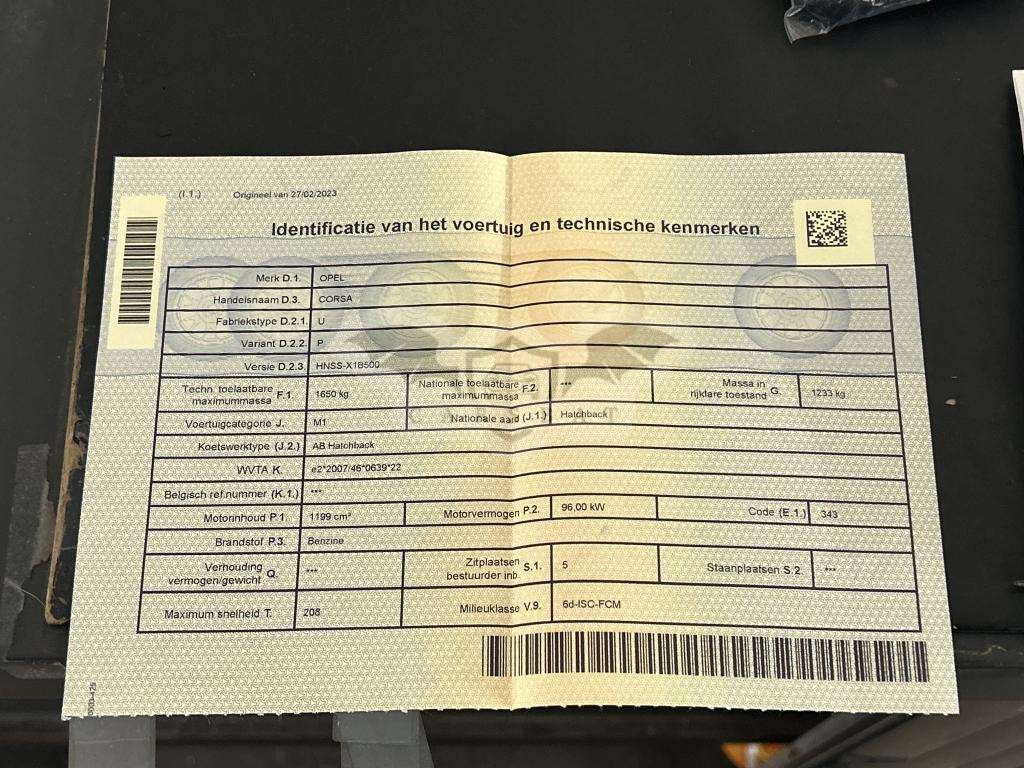 (I.1.) Origineel van 27/02/2023
Identificatie van het voertuig en technische kenmerken
Merk D.1. OPEL
Handelsnaam D.3. CORSA
Fabriekstype D.2.1. U
Variant D.2.2. P
Versie D.2.3. HNSS-X1B500
Techn. toelaatbare maximummassa F.1. 1650 kg Nationale toelaatbare maximummassa F.2. *** Massa in rijklare toestand G. 1233 kg
Voertuigcategorie J. M1 Nationale aard (J.1.) Hatchback
Koetswerktype (J.2.) AB Hatchback
WVTA K. e2*2007/46*0639*22
Belgisch ref.nummer (K.1.) ***
Motorinhoud P.1. 1199 cm³ Motorvermogen P.2. 96,00 kW Code (E.1.) 343
Brandstof P.3. Benzine
Verhouding vermogen/gewicht Q. *** Zitplaatsen bestuurder inb. S.1. 5 Staanplaatsen S.2. ***
Maximum snelheid T. 208 Milieuklasse V.9. 6d-ISC-FCM